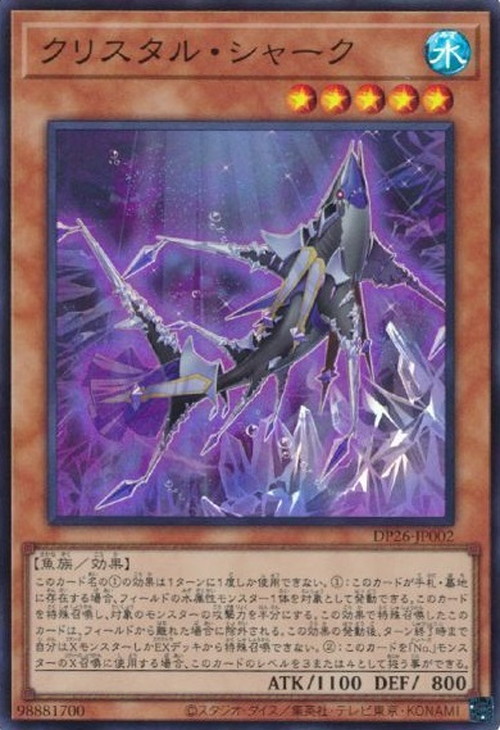 クリスタル・シャーク
水
DP26-JP002
【魚族/効果】
このカード名の①の効果は1ターンに1度しか使用できない。①:このカードが手札・墓地
に存在する場合、フィールドの水属性モンスター1体を対象として発動できる。このカード
を特殊召喚し、対象のモンスターの攻撃力を半分にする。この効果で特殊召喚したこの
カードは、フィールドから離れた場合に除外される。この効果の発動後、ターン終了時まで
自分はXモンスターしかEXデッキから特殊召喚できない。②:このカードを「No.」モン
スターのX召喚に使用する場合、このカードのレベルを3または4として扱う事ができる。
ATK/1100 DEF/ 800
98881700 ©スタジオ・ダイス/集英社・テレビ東京・KONAMI